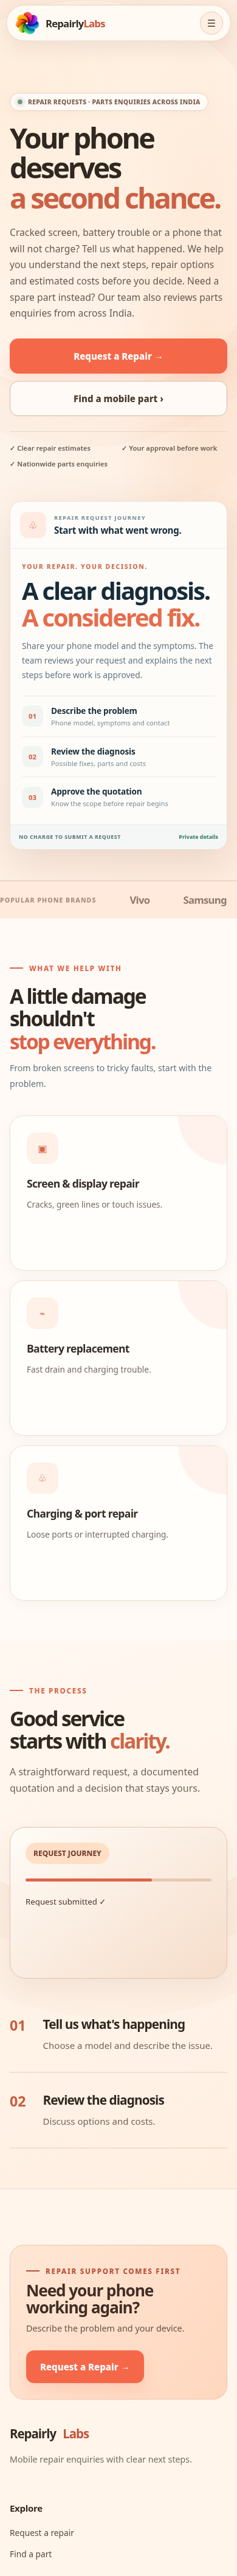 RepairlyLabs
REPAIR REQUESTS · PARTS ENQUIRIES ACROSS INDIA
Your phone
deserves
a second chance.
Cracked screen, battery trouble or a phone that
will not charge? Tell us what happened. We help
you understand the next steps, repair options
and estimated costs before you decide. Need a
spare part instead? Our team also reviews parts
enquiries from across India.
Request a Repair →
Find a mobile part ›
✓ Clear repair estimates
✓ Your approval before work
✓ Nationwide parts enquiries
REPAIR REQUEST JOURNEY
Start with what went wrong.
YOUR REPAIR. YOUR DECISION.
A clear diagnosis.
A considered fix.
Share your phone model and the symptoms. The
team reviews your request and explains the next
steps before work is approved.
01
Describe the problem
Phone model, symptoms and contact
02
Review the diagnosis
Possible fixes, parts and costs
03
Approve the quotation
Know the scope before repair begins
NO CHARGE TO SUBMIT A REQUEST
Private details
POPULAR PHONE BRANDS
Vivo
Samsung
WHAT WE HELP WITH
A little damage
shouldn't
stop everything.
From broken screens to tricky faults, start with the
problem.
Screen & display repair
Cracks, green lines or touch issues.
Battery replacement
Fast drain and charging trouble.
Charging & port repair
Loose ports or interrupted charging.
THE PROCESS
Good service
starts with clarity.
A straightforward request, a documented
quotation and a decision that stays yours.
REQUEST JOURNEY
Request submitted ✓
01
Tell us what's happening
Choose a model and describe the issue.
02
Review the diagnosis
Discuss options and costs.
REPAIR SUPPORT COMES FIRST
Need your phone
working again?
Describe the problem and your device.
Request a Repair →
Repairly Labs
Mobile repair enquiries with clear next steps.
Explore
Request a repair
Find a part